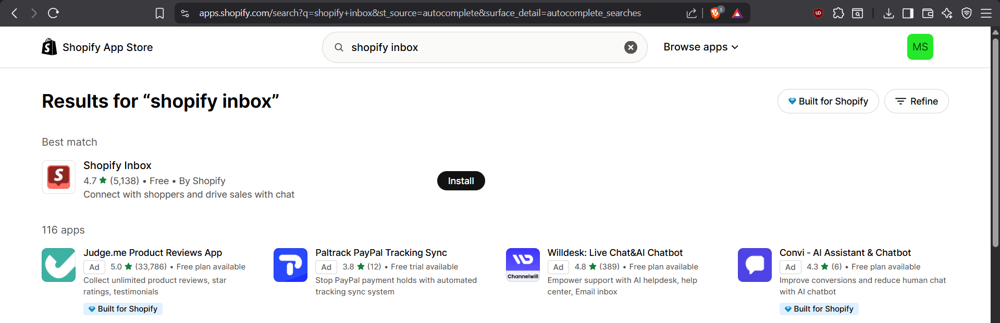 apps.shopify.com/search?q=shopify+inbox&st_source=autocomplete&surface_detail=autocomplete_searches
3
Shopify App Store
shopify inbox
Browse apps
MS
Results for “shopify inbox”
Built for Shopify
Refine
Best match
Shopify Inbox
4.7 ★ (5,138) • Free • By Shopify
Connect with shoppers and drive sales with chat
Install
116 apps
Judge.me Product Reviews App
Ad 5.0 ★ (33,786) • Free plan available
Collect unlimited product reviews, star
ratings, testimonials
Built for Shopify
Paltrack PayPal Tracking Sync
Ad 3.8 ★ (12) • Free trial available
Stop PayPal payment holds with automated
tracking sync system
Channelwill
Willdesk: Live Chat&AI Chatbot
Ad 4.8 ★ (389) • Free plan available
Empower support with AI helpdesk, help
center, Email inbox
Convi - AI Assistant & Chatbot
Ad 4.3 ★ (6) • Free plan available
Improve conversions and reduce human chat
with AI chatbot
Built for Shopify